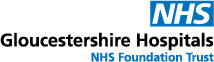 NHS
Gloucestershire Hospitals
NHS Foundation Trust